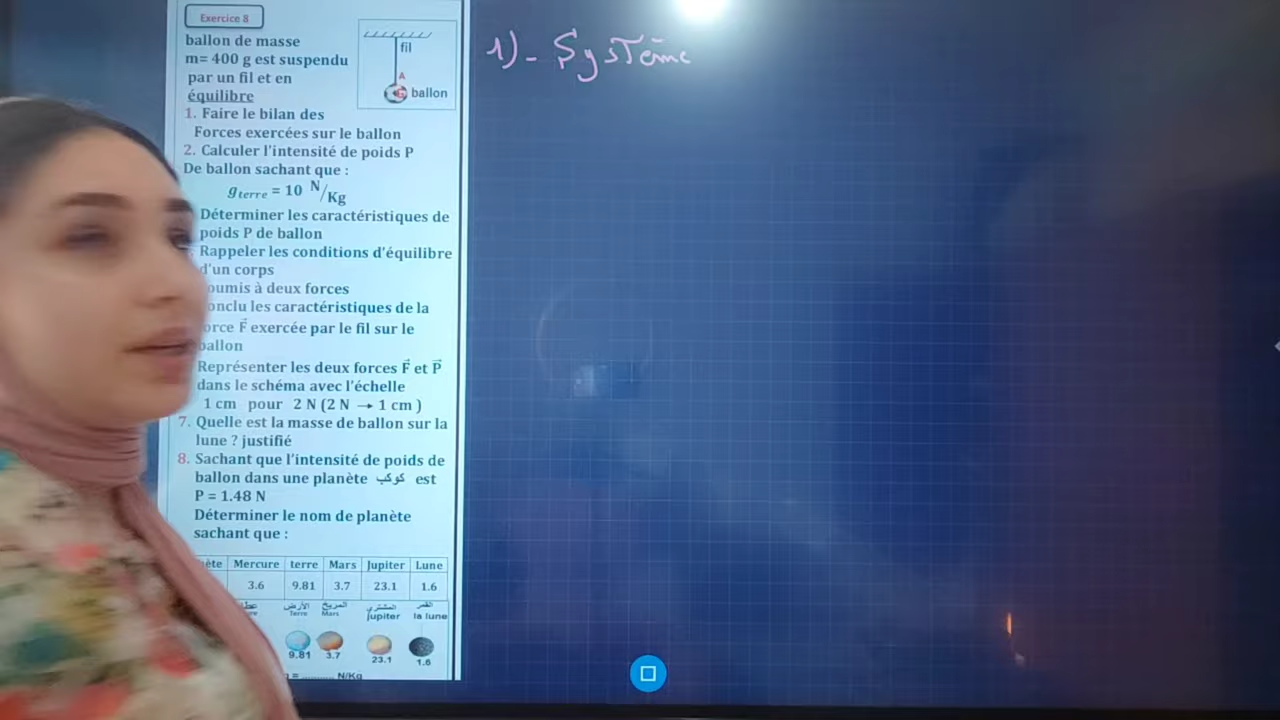 Exercice 8
ballon de masse
m= 400 g est suspendu
par un fil et en
équilibre
fil
A
ballon
1. Faire le bilan des
Forces exercées sur le ballon
2. Calculer l'intensité de poids P
De ballon sachant que :
g terre = 10 N/Kg
Déterminer les caractéristiques de
poids P de ballon
Rappeler les conditions d'équilibre
d'un corps
oumis à deux forces
onclu les caractéristiques de la
orce F⃗ exercée par le fil sur le
ballon
Représenter les deux forces F⃗ et P⃗
dans le schéma avec l'échelle
1 cm pour 2 N (2 N → 1 cm )
7. Quelle est la masse de ballon sur la
lune ? justifié
8. Sachant que l'intensité de poids de
ballon dans une planète كوكب est
P = 1.48 N
Déterminer le nom de planète
sachant que :
ète Mercure terre Mars Jupiter Lune
3.6 9.81 3.7 23.1 1.6
الأرض المريخ المشتري القمر
Terre Mars Jupiter la lune
9.81 3.7 23.1 1.6
= .......... N/Kg
1)- Système